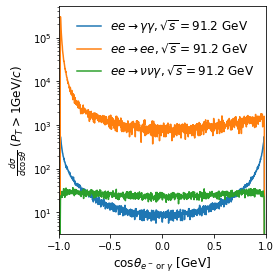 ee → γγ, √s = 91.2 GeV
ee → ee, √s = 91.2 GeV
ee → ννγ, √s = 91.2 GeV
dσ/dcosθ (P_T > 1GeV/c)
10⁵
10⁴
10³
10²
10¹
−1.0 −0.5 0.0 0.5 1.0
cosθ_{e⁻ or γ} [GeV]